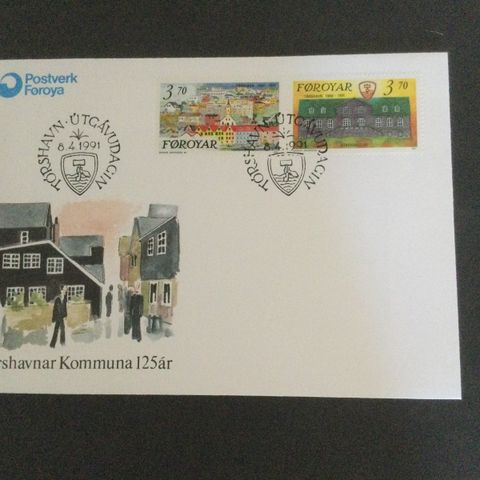 Postverk
Føroya
3 70
FØROYAR
FØROYAR
3 70
TÓRSHAVN · ÚTGÁVUDAGIN
8.4.1991
TÓRSHAVN · ÚTGÁVUDAGIN
8.4.1991
rshavnar Kommuna 125ár